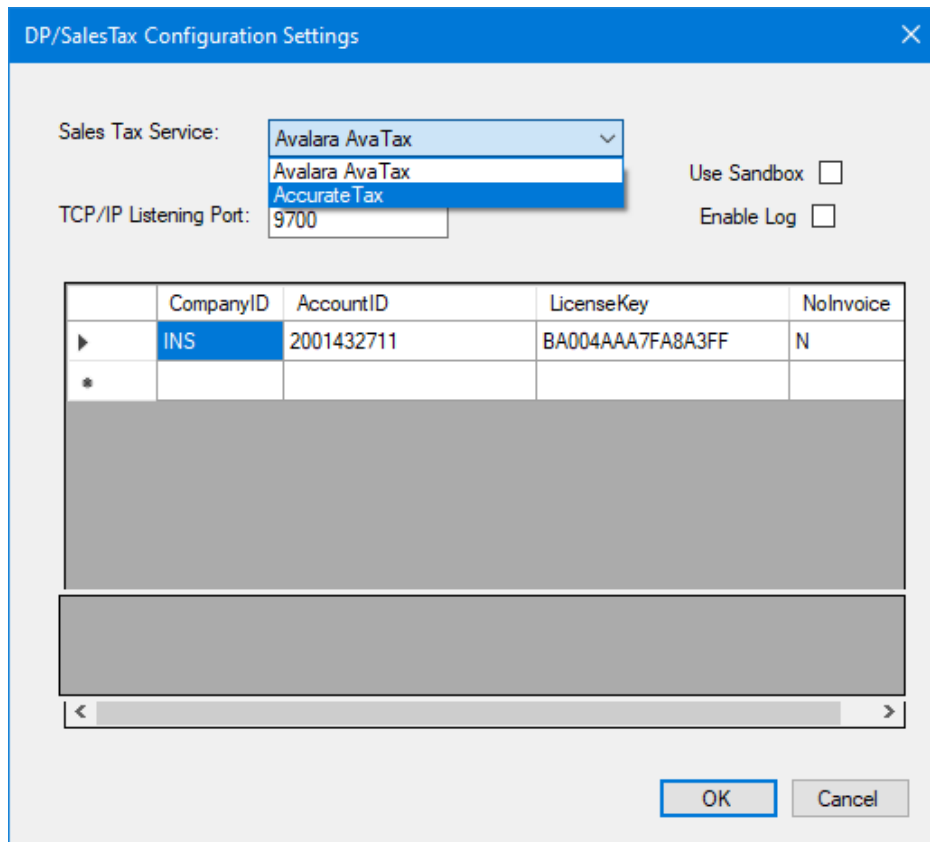 DP/SalesTax Configuration Settings
Sales Tax Service:
Avalara AvaTax
Avalara AvaTax
AccurateTax
Use Sandbox
TCP/IP Listening Port:
9700
Enable Log
CompanyID AccountID LicenseKey NoInvoice
INS 2001432711 BA004AAA7FA8A3FF N
OK Cancel